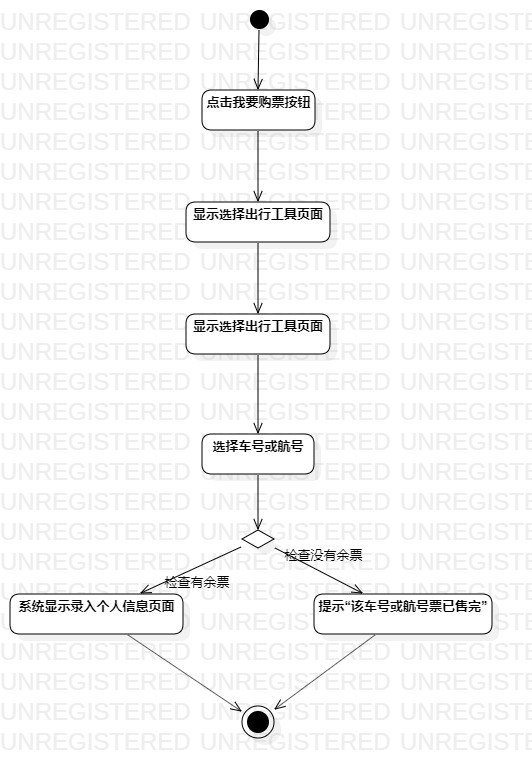 UNREGISTERED
点击我要购票按钮
显示选择出行工具页面
显示选择出行工具页面
选择车号或航号
检查没有余票
检查有余票
系统显示录入个人信息页面
提示“该车号或航号票已售完”